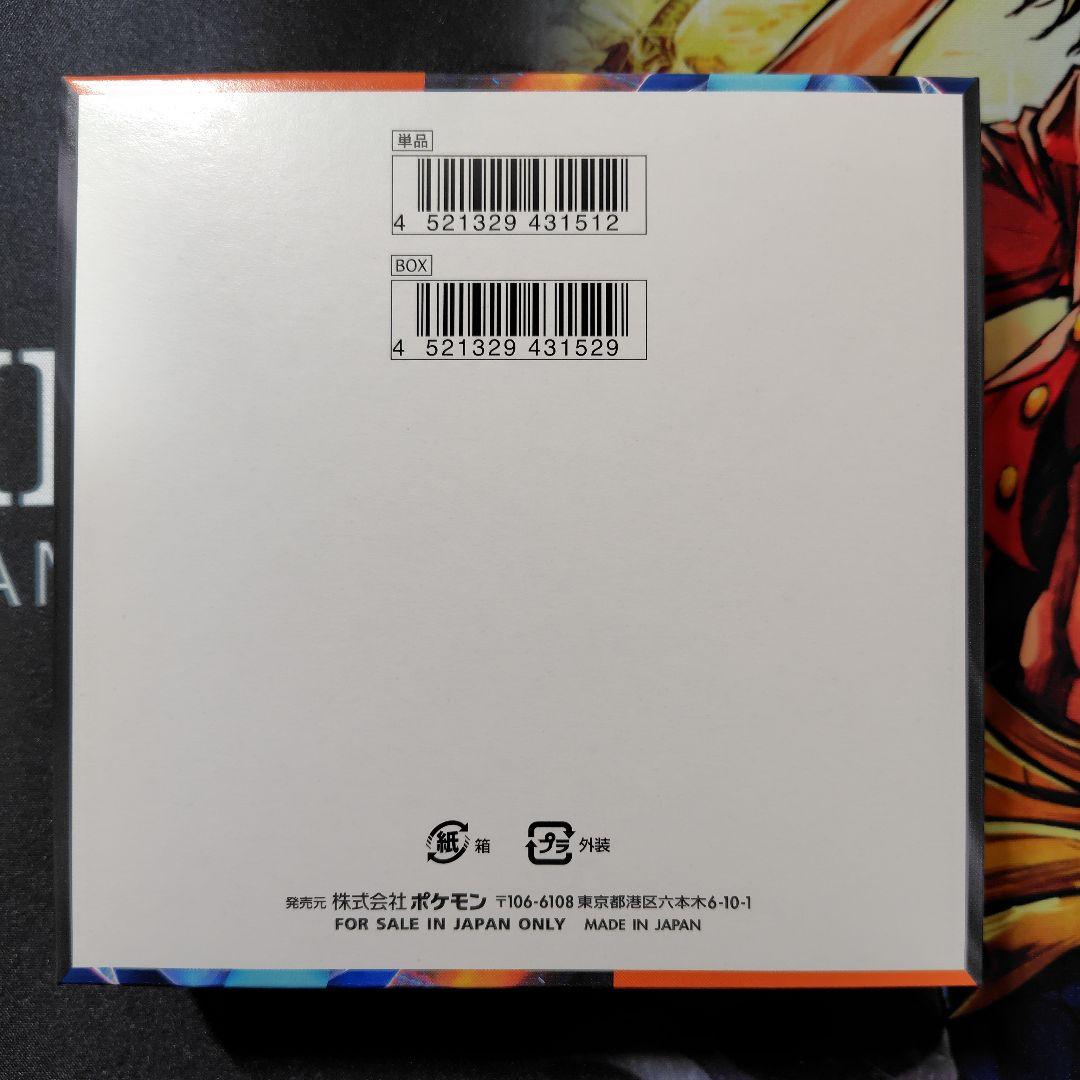 単品
4 521329 431512
BOX
4 521329 431529
紙 箱 プラ 外装
発売元 株式会社 ポケモン 〒106-6108 東京都港区六本木6-10-1
FOR SALE IN JAPAN ONLY MADE IN JAPAN